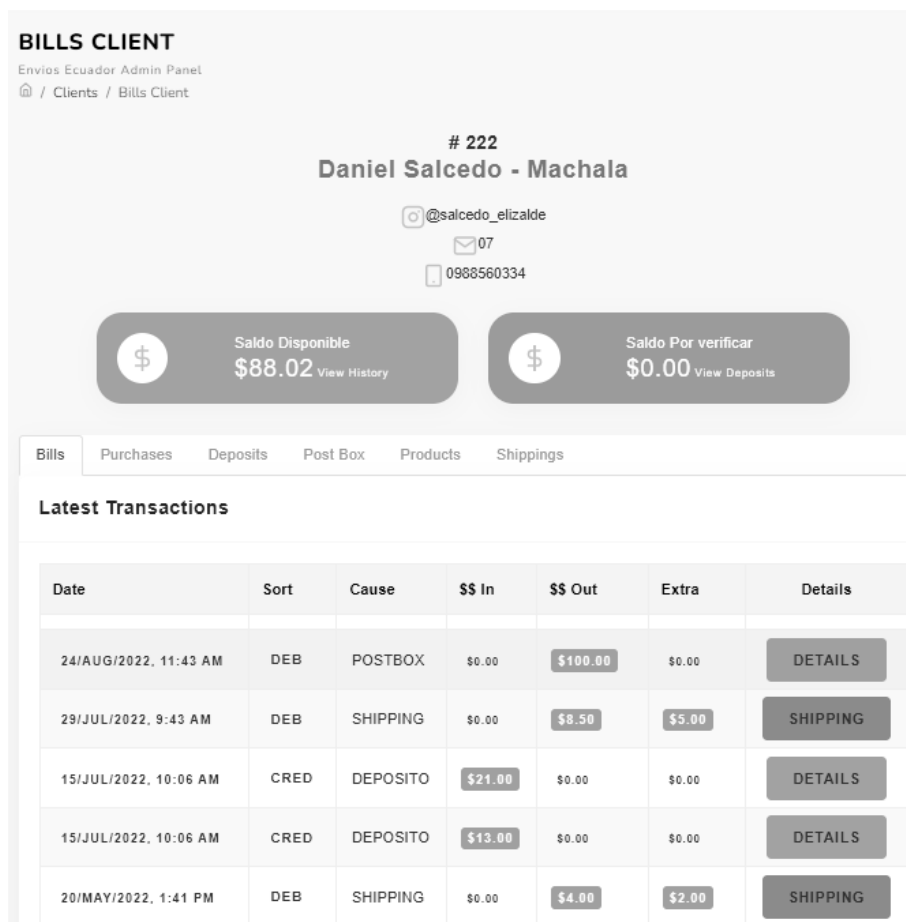 BILLS CLIENT
Envios Ecuador Admin Panel
/ Clients / Bills Client
# 222
Daniel Salcedo - Machala
@salcedo_elizalde
07
0988560334
$ Saldo Disponible
$88.02 View History
$ Saldo Por verificar
$0.00 View Deposits
Bills Purchases Deposits Post Box Products Shippings
Latest Transactions
Date Sort Cause $$ In $$ Out Extra Details
24/AUG/2022, 11:43 AM DEB POSTBOX $0.00 $100.00 $0.00 DETAILS
29/JUL/2022, 9:43 AM DEB SHIPPING $0.00 $8.50 $5.00 SHIPPING
15/JUL/2022, 10:06 AM CRED DEPOSITO $21.00 $0.00 $0.00 DETAILS
15/JUL/2022, 10:06 AM CRED DEPOSITO $13.00 $0.00 $0.00 DETAILS
20/MAY/2022, 1:41 PM DEB SHIPPING $0.00 $4.00 $2.00 SHIPPING